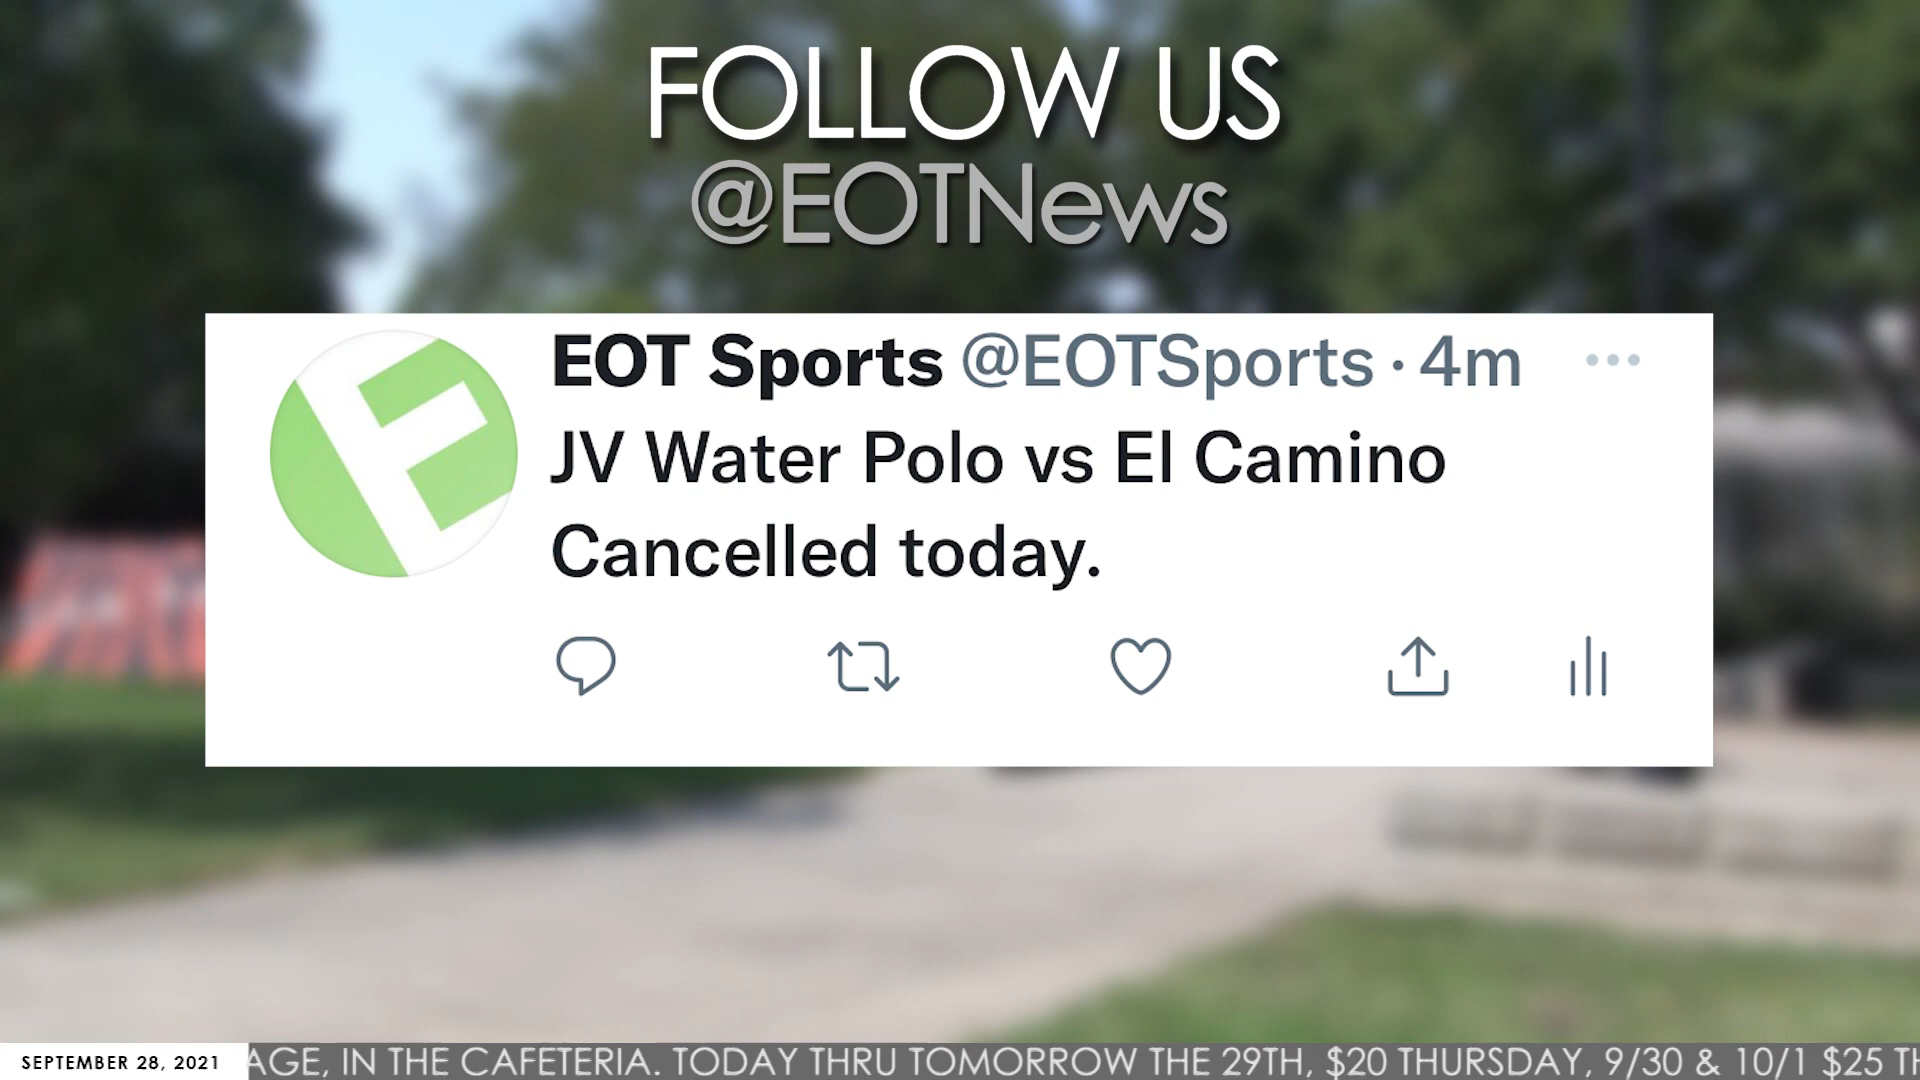 FOLLOW US
@EOTNews
EOT Sports @EOTSports · 4m
JV Water Polo vs El Camino
Cancelled today.
SEPTEMBER 28, 2021
AGE, IN THE CAFETERIA. TODAY THRU TOMORROW THE 29TH, $20 THURSDAY, 9/30 & 10/1 $25 TH